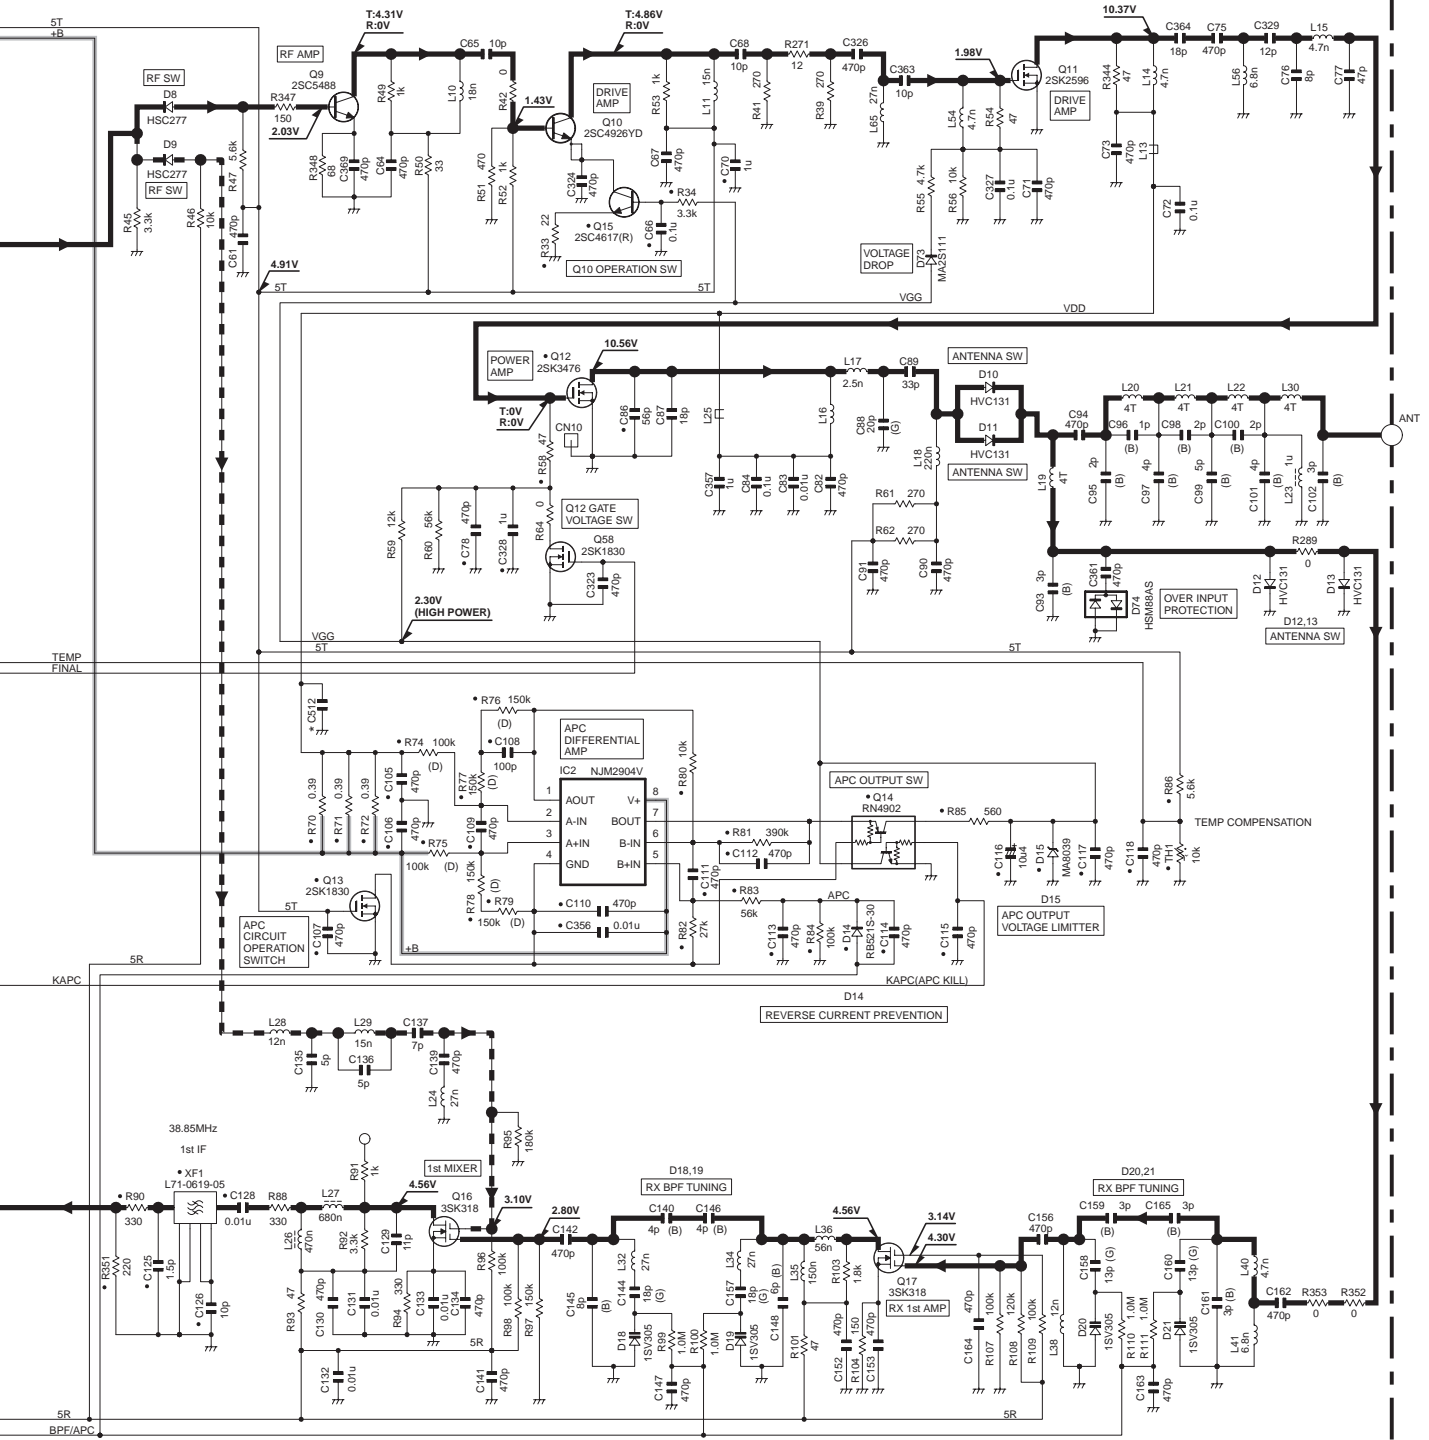 5T
+B
T:4.31V
R:0V
T:4.86V
R:0V
10.37V
RF AMP
C65 10p
C68
10p
R271
12
C326
470p
1.98V
C364
18p
C75
470p
C329
12p
L15
4.7n
RF SW
D8
HSC277
Q9
2SC5488
R347
150
2.03V
R49
1k
L10
18n
R42
0
1.43V
DRIVE
AMP
Q10
2SC4926YD
R53
1k
L11
15n
R41
270
R39
270
L65
27n
C363
10p
Q11
2SK2596
DRIVE
AMP
L54
4.7n
R54
47
R344
47
L14
4.7n
L56
6.8n
C76
8p
C77
47p
D9
HSC277
RF SW
R45
3.3k
R46
10k
R47
5.6k
C61
470p
R348
68
C369
470p
C64
470p
R50
33
R51
470
R52
1k
C324
470p
C67
470p
C70
1u
R34
3.3k
Q15
2SC4617(R)
R33
22
C66
0.1u
Q10 OPERATION SW
R55
4.7k
R56
10k
C327
0.1u
C71
470p
C73
470p
L13
C72
0.1u
VOLTAGE
DROP
D73
MA2S111
4.91V
5T
5T
5T
VGG
VDD
POWER
AMP
Q12
2SK3476
10.56V
T:0V
R:0V
CN10
C86
56p
C87
18p
L25
L16
L17
2.5n
C89
33p
C88
20p
(G)
ANTENNA SW
D10
HVC131
D11
HVC131
ANTENNA SW
L18
220n
C94
470p
L20
4T
L21
4T
L22
4T
L30
4T
ANT
C96 1p
(B)
C98 2p
(B)
C100 2p
(B)
L19
4T
C95
2p
(B)
C97
4p
(B)
C99
5p
(B)
C101
4p
(B)
L23
1u
C102
3p
(B)
R58
47
C357
1u
C84
0.1u
C83
0.01u
C82
470p
R59
12k
R60
56k
C78
470p
C328
1u
R64
0
Q12 GATE
VOLTAGE SW
Q58
2SK1830
C323
470p
R61 270
R62 270
C91
470p
C90
470p
R289
0
C93
3p
(B)
C361
470p
D74
HSM88AS
OVER INPUT
PROTECTION
D12
HVC131
D13
HVC131
D12,13
ANTENNA SW
2.30V
(HIGH POWER)
VGG
5T
5T
TEMP
FINAL
* C512
R76 150k
(D)
R74 100k
(D)
C108
100p
APC
DIFFERENTIAL
AMP
IC2 NJM2904V
R80
10k
R70
0.39
R71
0.39
R72
0.39
C105
470p
C106
470p
R77
150k
(D)
C109
470p
R75
100k (D)
1 AOUT
2 A-IN
3 A+IN
4 GND
8 V+
7 BOUT
6 B-IN
5 B+IN
APC OUTPUT SW
Q14
RN4902
R81 390k
C112 470p
R85 560
R86
5.6k
TEMP COMPENSATION
C116
10u4
D15
MA8039
C117
470p
C118
470p
TH1
10k
D15
APC OUTPUT
VOLTAGE LIMITTER
Q13
2SK1830
R78
150k
(D)
R79
150k (D)
C110 470p
C356 0.01u
C111
470p
R83
56k
APC
R82
27k
C113
470p
R84
100k
D14
RB521S-30
C114
470p
C115
470p
5T
APC
CIRCUIT
OPERATION
SWITCH
C107
470p
+B
5R
KAPC
KAPC(APC KILL)
D14
REVERSE CURRENT PREVENTION
L28
12n
L29
15n
C137
7p
C135
5p
C136
5p
C139
470p
L24
27n
38.85MHz
1st IF
XF1
L71-0619-05
R91
1k
1st MIXER
R95
180k
R90
330
C128
0.01u
R88
330
L27
680n
4.56V
Q16
3SK318
3.10V
2.80V
C142
470p
D18,19
RX BPF TUNING
C140
4p (B)
C146
4p (B)
L36
56n
4.56V
3.14V
4.30V
C156
470p
D20,21
RX BPF TUNING
C159 3p
(B)
C165 3p
(B)
R351
220
C125
1.5p
C126
10p
L26
470n
R92
3.3k
C129
11p
R93
47
C130
470p
C131
0.01u
R94
330
C133
0.01u
C134
470p
R96
100k
R98
100k
R97
150k
C145
8p
(B)
L32
27n
C144
18p
(G)
D18
1SV305
R99
1.0M
R100
1.0M
L34
27n
C157
18p
(G)
D19
1SV305
C148
6p (B)
L35
150n
R103
1.8k
Q17
3SK318
RX 1st AMP
R101
47
C152
470p
R104
150
C153
470p
C164
470p
R107
100k
R108
120k
R109
100k
L38
12n
C158
13p (G)
D20
1SV305
R110
1.0M
R111
1.0M
C160
13p (G)
D21
1SV305
C161
3p (B)
L40
4.7n
L41
6.8n
C162
470p
R353
0
R352
0
C132
0.01u
5R
C141
470p
C147
470p
C163
470p
5R
5R
BPF/APC